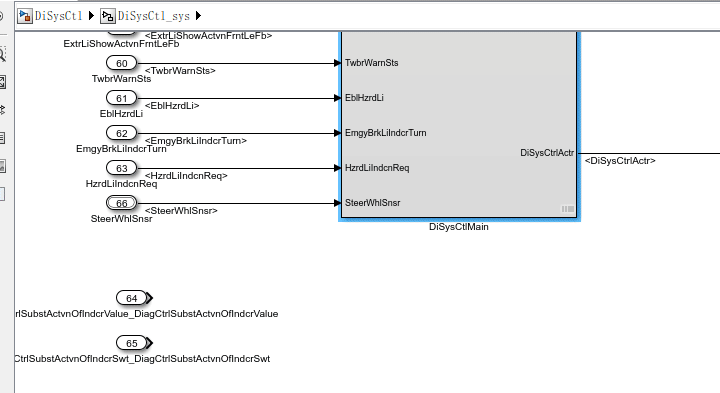 DiSysCtl DiSysCtl_sys
<ExtrLiShowActvnFrntLeFb>
ExtrLiShowActvnFrntLeFb
60 <TwbrWarnSts> TwbrWarnSts
TwbrWarnSts
61 <EblHzrdLi> EblHzrdLi
EblHzrdLi
62 <EmgyBrkLiIndcrTurn> EmgyBrkLiIndcrTurn
EmgyBrkLiIndcrTurn
DiSysCtrlActr <DiSysCtrlActr>
63 <HzrdLiIndcnReq> HzrdLiIndcnReq
HzrdLiIndcnReq
66 <SteerWhlSnsr> SteerWhlSnsr
SteerWhlSnsr
DiSysCtlMain
64
rlSubstActvnOfIndcrValue_DiagCtrlSubstActvnOfIndcrValue
65
CtrlSubstActvnOfIndcrSwt_DiagCtrlSubstActvnOfIndcrSwt